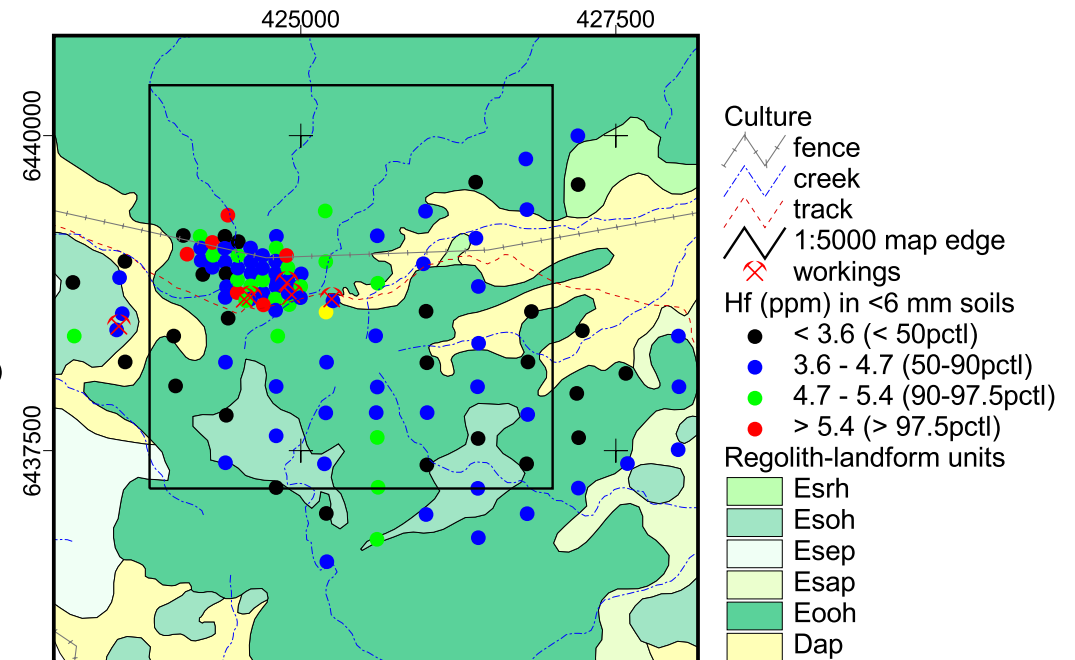 425000 427500
6440000
6437500
)
Culture
fence
creek
track
1:5000 map edge
workings
Hf (ppm) in <6 mm soils
< 3.6 (< 50pctl)
3.6 - 4.7 (50-90pctl)
4.7 - 5.4 (90-97.5pctl)
> 5.4 (> 97.5pctl)
Regolith-landform units
Esrh
Esoh
Esep
Esap
Eooh
Dap